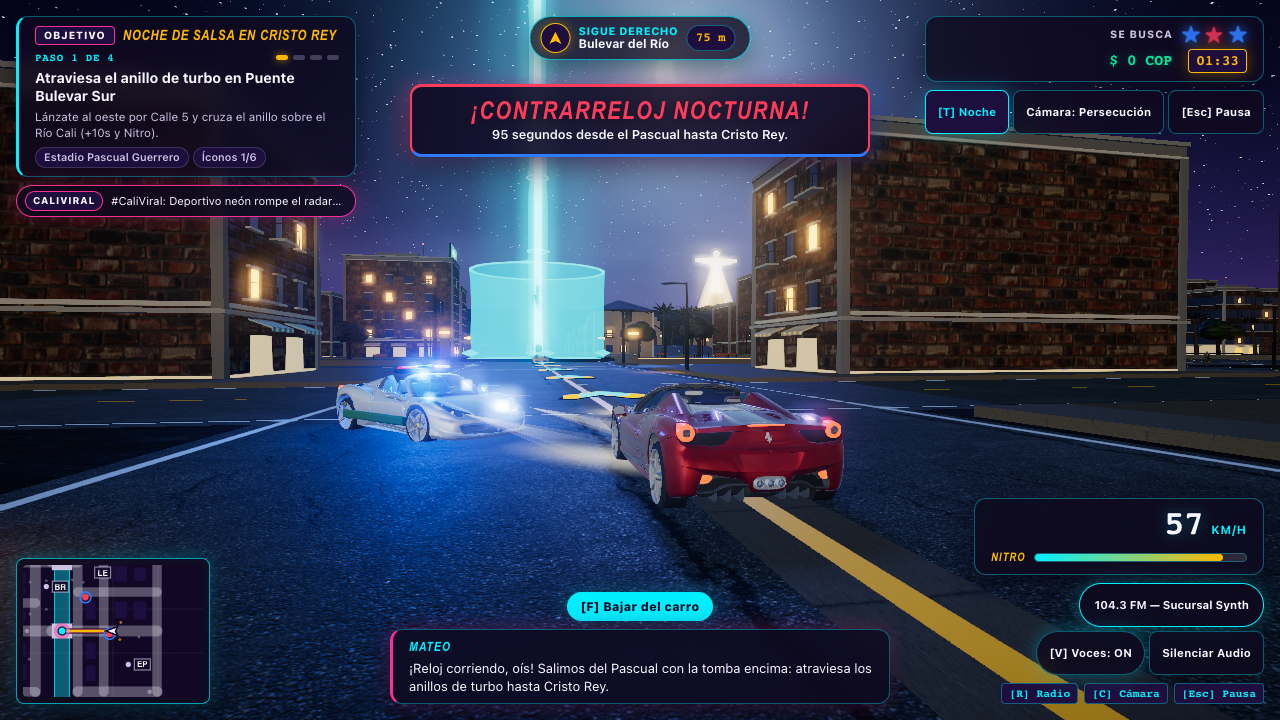 OBJETIVO NOCHE DE SALSA EN CRISTO REY
PASO 1 DE 4
Atraviesa el anillo de turbo en Puente
Bulevar Sur
Lánzate al oeste por Calle 5 y cruza el anillo sobre el
Río Cali (+10s y Nitro).
Estadio Pascual Guerrero Íconos 1/6
CALIVIRAL #CaliViral: Deportivo neón rompe el radar...
SIGUE DERECHO
Bulevar del Río
75 m
¡CONTRARRELOJ NOCTURNA!
95 segundos desde el Pascual hasta Cristo Rey.
SE BUSCA
$ 0 COP 01:33
[T] Noche Cámara: Persecución [Esc] Pausa
57 KM/H
NITRO
104.3 FM — Sucursal Synth
[V] Voces: ON Silenciar Audio
[R] Radio [C] Cámara [Esc] Pausa
[F] Bajar del carro
MATEO
¡Reloj corriendo, oís! Salimos del Pascual con la tomba encima: atraviesa los
anillos de turbo hasta Cristo Rey.
LE
BR
EP